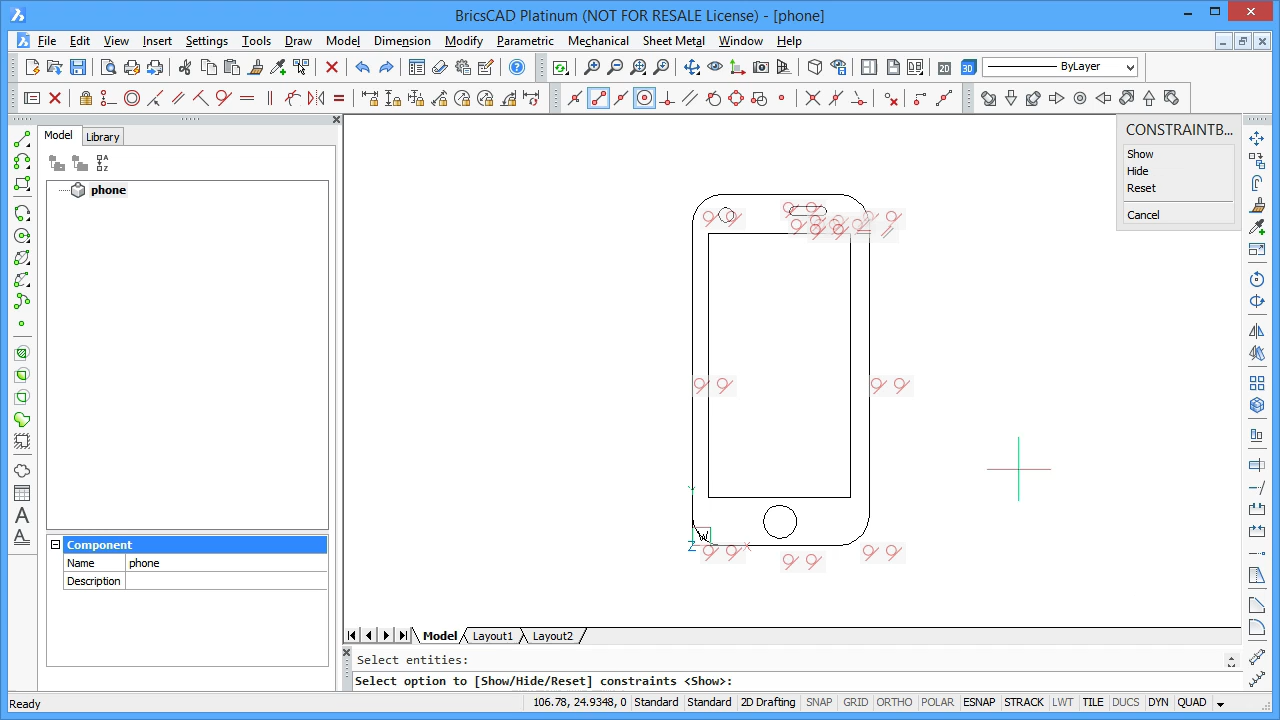 BricsCAD Platinum (NOT FOR RESALE License) - [phone]
File Edit View Insert Settings Tools Draw Model Dimension Modify Parametric Mechanical Sheet Metal Window Help
2D 3D ByLayer
Model Library
phone
CONSTRAINTB...
Show
Hide
Reset
Cancel
W
Z
Component
Name phone
Description
Model Layout1 Layout2
Select entities:
Select option to [Show/Hide/Reset] constraints <Show>:
Ready 106.78, 24.9348, 0 Standard Standard 2D Drafting SNAP GRID ORTHO POLAR ESNAP STRACK LWT TILE DUCS DYN QUAD